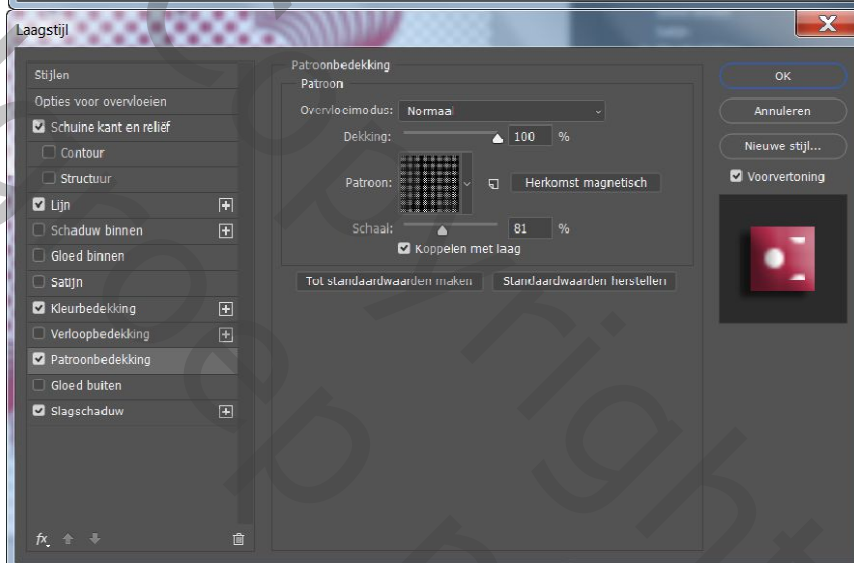 Laagstijl
Stijlen
Opties voor overvloeien
Schuine kant en reliëf
Contour
Structuur
Lijn
Schaduw binnen
Gloed binnen
Satijn
Kleurbedekking
Verloopbedekking
Patroonbedekking
Gloed buiten
Slagschaduw
fx
Patroonbedekking
Patroon
Overvloeimodus: Normaal
Dekking: 100 %
Patroon: Herkomst magnetisch
Schaal: 81 %
Koppelen met laag
Tot standaardwaarden maken Standaardwaarden herstellen
OK
Annuleren
Nieuwe stijl...
Voorvertoning
Copyright